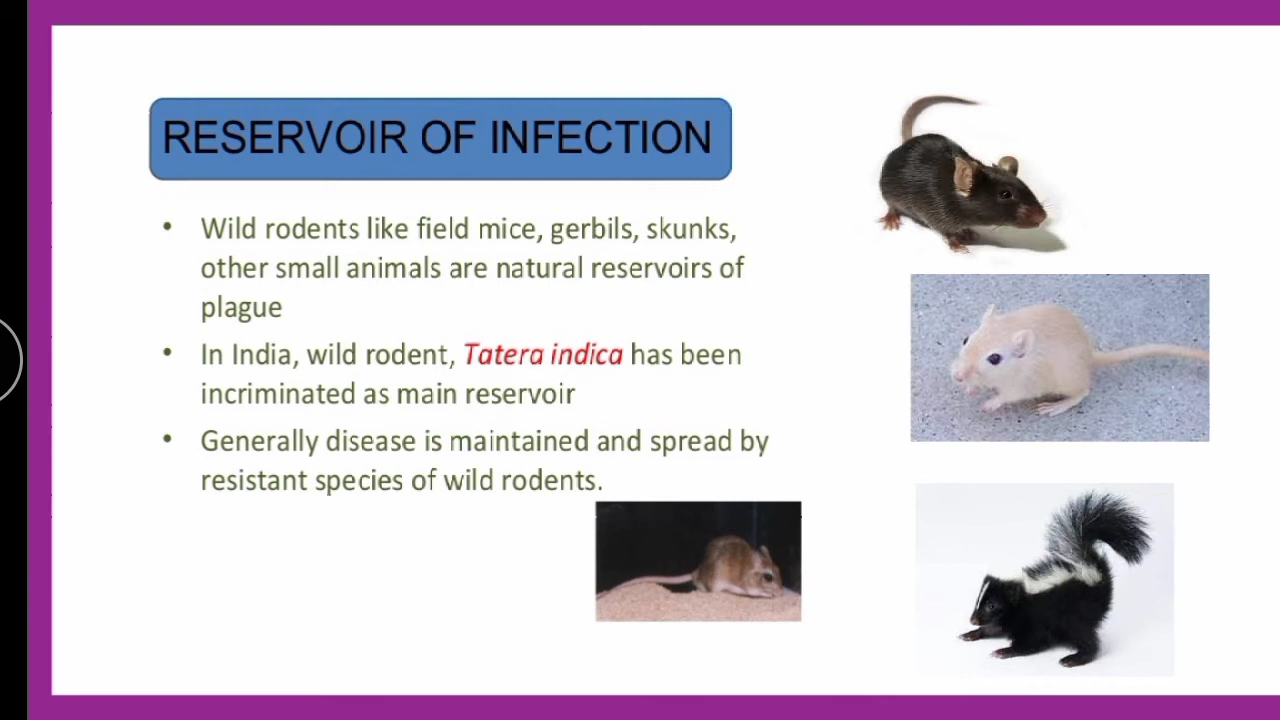 RESERVOIR OF INFECTION
• Wild rodents like field mice, gerbils, skunks,
other small animals are natural reservoirs of
plague
• In India, wild rodent, Tatera indica has been
incriminated as main reservoir
• Generally disease is maintained and spread by
resistant species of wild rodents.